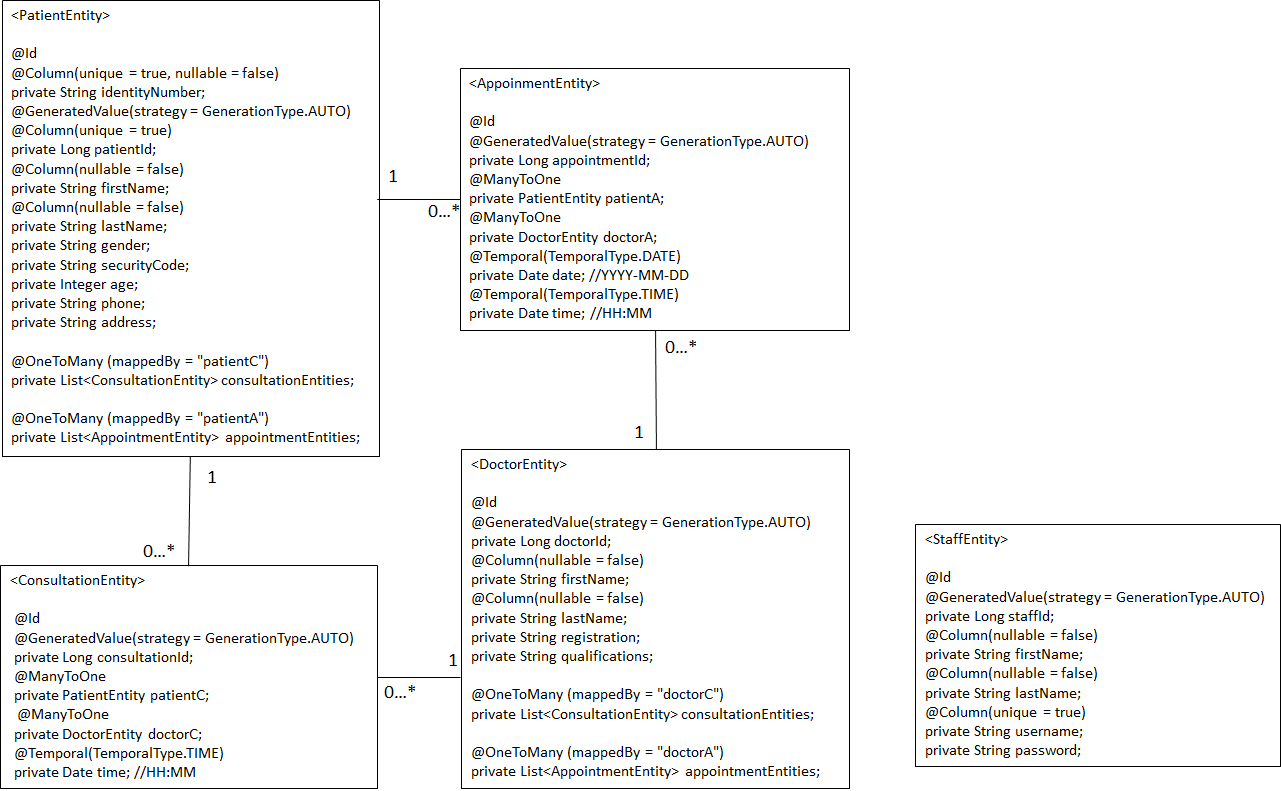 <PatientEntity>
@Id
@Column(unique = true, nullable = false)
private String identityNumber;
@GeneratedValue(strategy = GenerationType.AUTO)
@Column(unique = true)
private Long patientId;
@Column(nullable = false)
private String firstName;
@Column(nullable = false)
private String lastName;
private String gender;
private String securityCode;
private Integer age;
private String phone;
private String address;
@OneToMany (mappedBy = "patientC")
private List<ConsultationEntity> consultationEntities;
@OneToMany (mappedBy = "patientA")
private List<AppointmentEntity> appointmentEntities;
1
0...*
<AppoinmentEntity>
@Id
@GeneratedValue(strategy = GenerationType.AUTO)
private Long appointmentId;
@ManyToOne
private PatientEntity patientA;
@ManyToOne
private DoctorEntity doctorA;
@Temporal(TemporalType.DATE)
private Date date; //YYYY-MM-DD
@Temporal(TemporalType.TIME)
private Date time; //HH:MM
0...*
1
1
0...*
<ConsultationEntity>
@Id
@GeneratedValue(strategy = GenerationType.AUTO)
private Long consultationId;
@ManyToOne
private PatientEntity patientC;
@ManyToOne
private DoctorEntity doctorC;
@Temporal(TemporalType.TIME)
private Date time; //HH:MM
1
0...*
<DoctorEntity>
@Id
@GeneratedValue(strategy = GenerationType.AUTO)
private Long doctorId;
@Column(nullable = false)
private String firstName;
@Column(nullable = false)
private String lastName;
private String registration;
private String qualifications;
@OneToMany (mappedBy = "doctorC")
private List<ConsultationEntity> consultationEntities;
@OneToMany (mappedBy = "doctorA")
private List<AppointmentEntity> appointmentEntities;
<StaffEntity>
@Id
@GeneratedValue(strategy = GenerationType.AUTO)
private Long staffId;
@Column(nullable = false)
private String firstName;
@Column(nullable = false)
private String lastName;
@Column(unique = true)
private String username;
private String password;